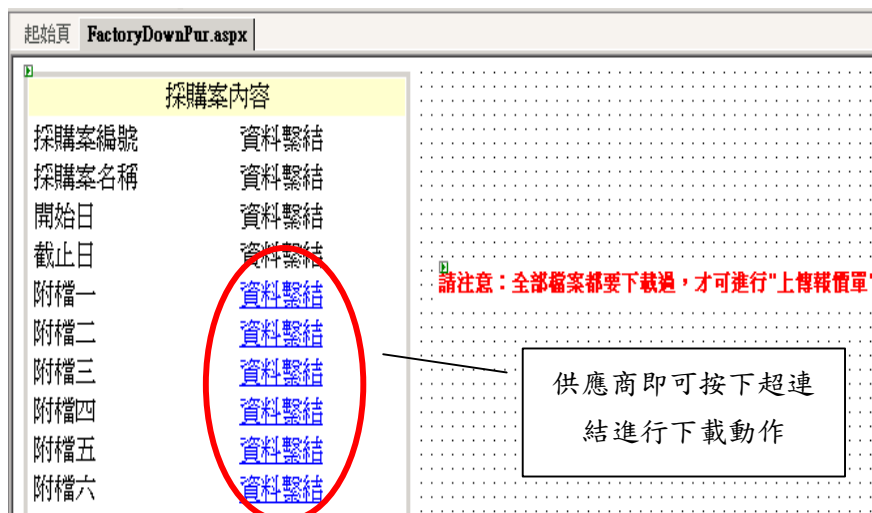 起始頁 FactoryDownPur.aspx
採購案內容
採購案編號 資料繫結
採購案名稱 資料繫結
開始日 資料繫結
截止日 資料繫結
附檔一 資料繫結
附檔二 資料繫結
附檔三 資料繫結
附檔四 資料繫結
附檔五 資料繫結
附檔六 資料繫結
請注意：全部檔案都要下載過，才可進行"上傳報價單"
供應商即可按下超連
結進行下載動作